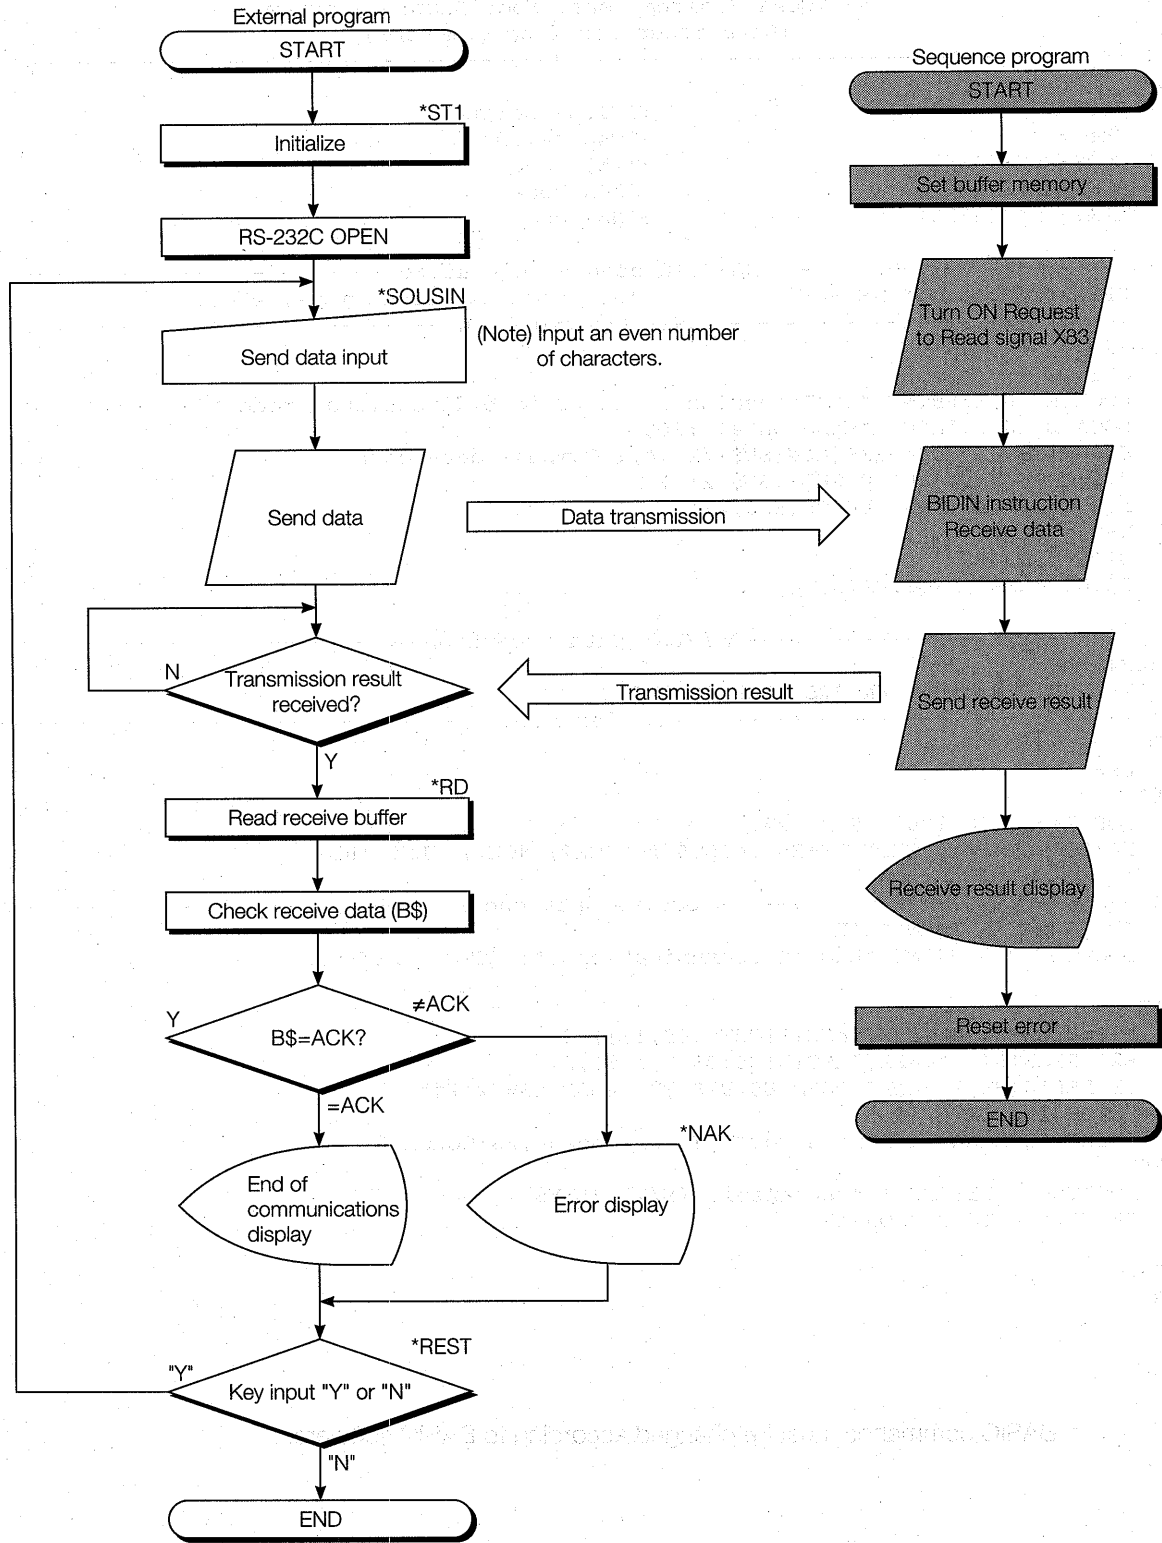 External program
START
*ST1
Initialize
RS-232C OPEN
*SOUSIN
Send data input
(Note) Input an even number
of characters.
Send data
Data transmission
N
Transmission result
received?
Transmission result
Y
*RD
Read receive buffer
Check receive data (B$)
Y
≠ACK
B$=ACK?
=ACK
*NAK
End of
communications
display
Error display
*REST
"Y"
Key input "Y" or "N"
"N"
END
Sequence program
START
Set buffer memory
Turn ON Request
to Read signal X83
BIDIN instruction
Receive data
Send receive result
Receive result display
Reset error
END